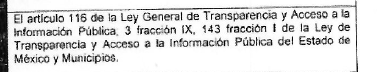 El artículo 116 de la Ley General de Transparencia y Acceso a la
Información Pública, 3 fracción IX, 143 fracción I de la Ley de
Transparencia y Acceso a la Información Pública del Estado de
México y Municipios.